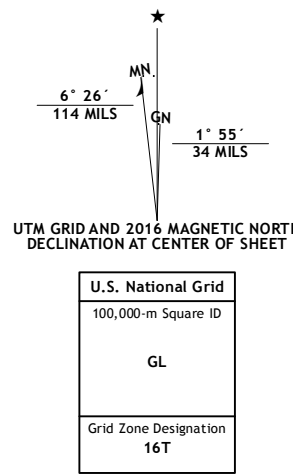 ★
MN
GN
6° 26´
114 MILS
1° 55´
34 MILS
UTM GRID AND 2016 MAGNETIC NORTH
DECLINATION AT CENTER OF SHEET
U.S. National Grid
100,000-m Square ID
GL
Grid Zone Designation
16T